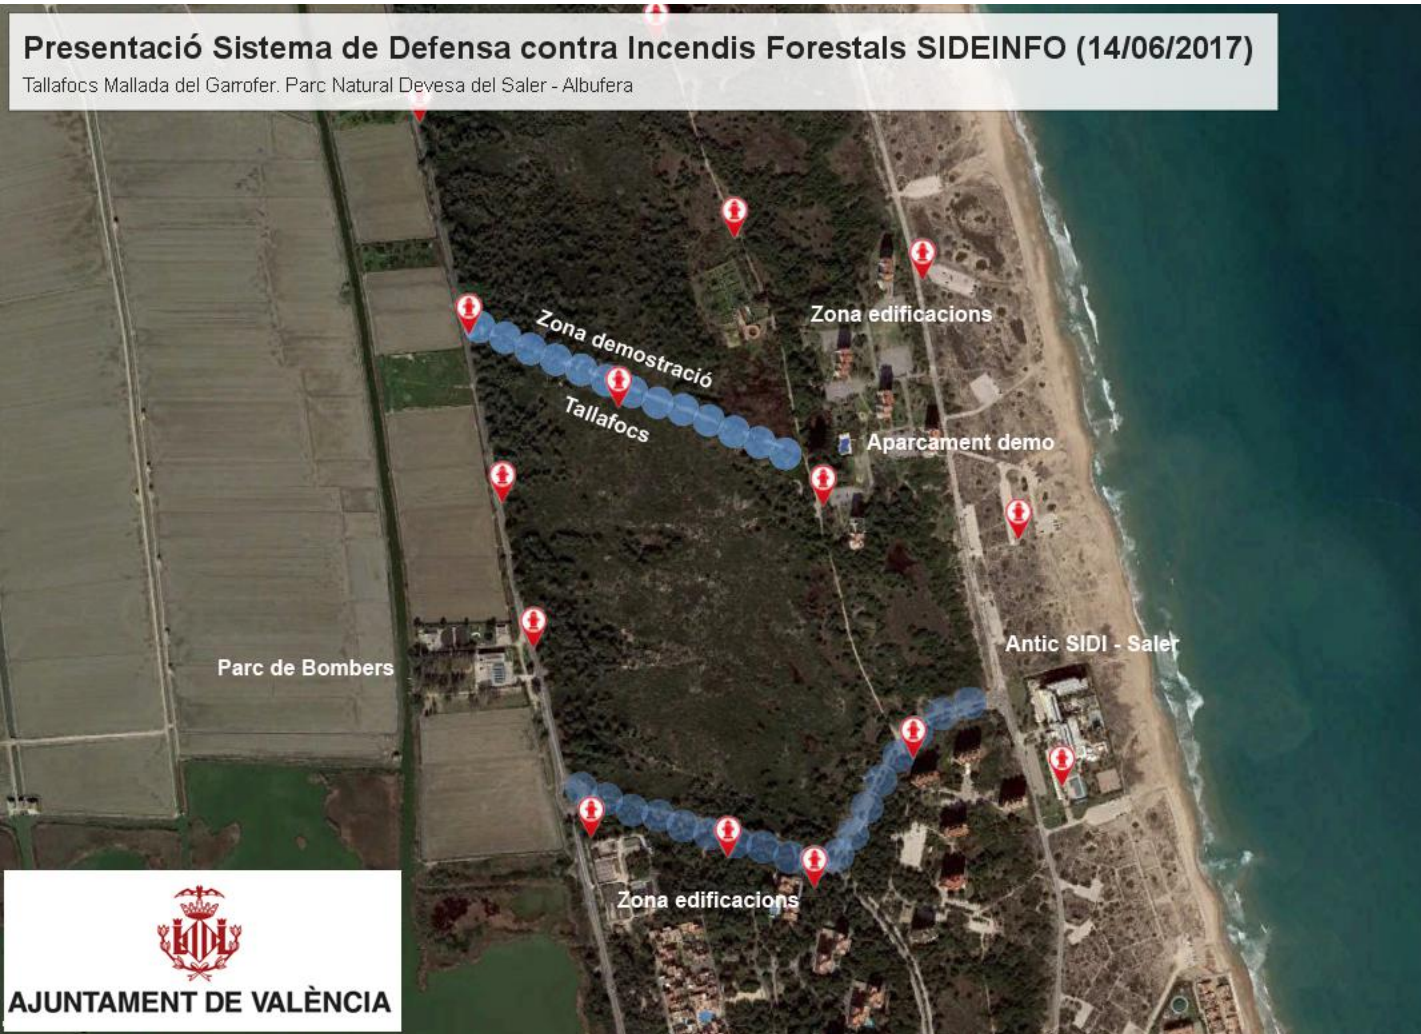 Presentació Sistema de Defensa contra Incendis Forestals SIDEINFO (14/06/2017)
Tallafocs Mallada del Garrofer. Parc Natural Devesa del Saler - Albufera
Zona edificacions
Zona demostració
Tallafocs
Aparcament demo
Antic SIDI - Saler
Parc de Bombers
Zona edificacions
AJUNTAMENT DE VALÈNCIA